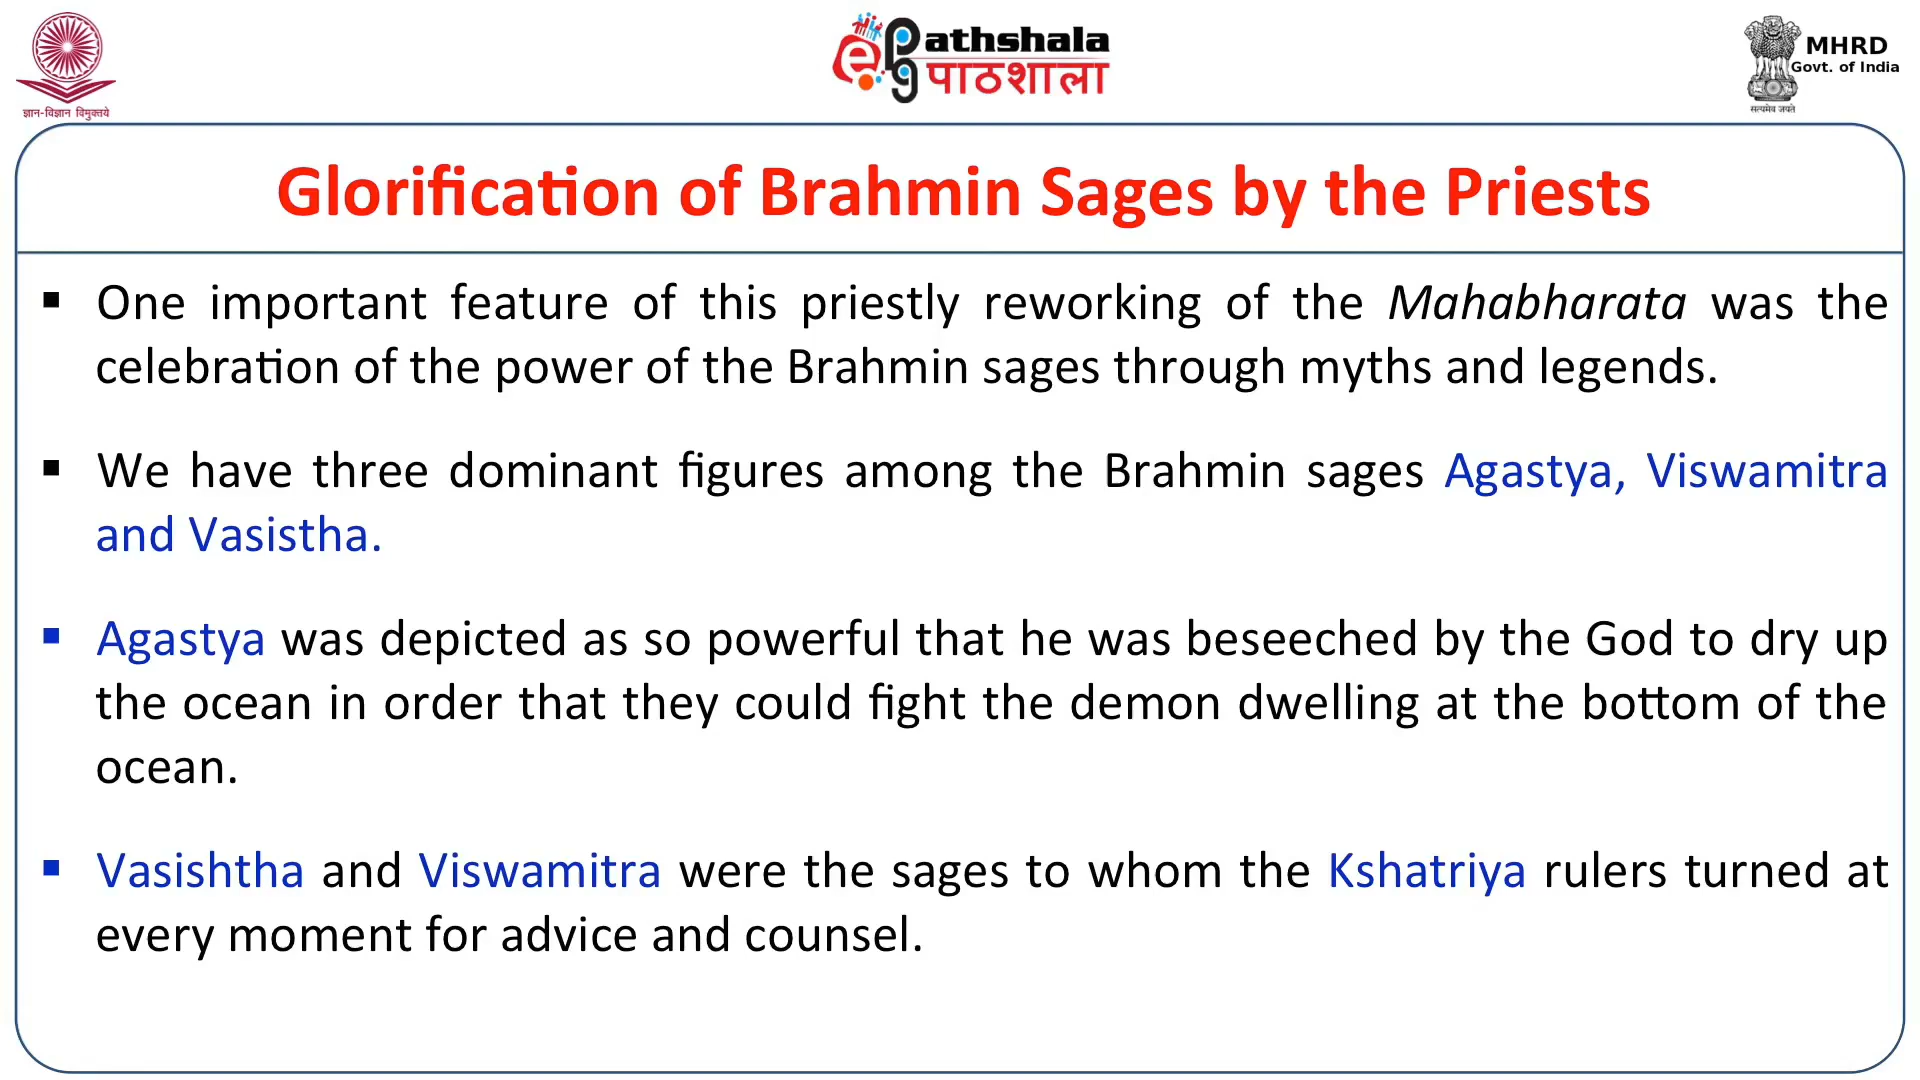 ज्ञान-विज्ञान विमुक्तये
ePG Pathshala
पाठशाला
MHRD
Govt. of India
सत्यमेव जयते
Glorification of Brahmin Sages by the Priests
▪ One important feature of this priestly reworking of the Mahabharata was the
celebration of the power of the Brahmin sages through myths and legends.
▪ We have three dominant figures among the Brahmin sages Agastya, Viswamitra
and Vasistha.
▪ Agastya was depicted as so powerful that he was beseeched by the God to dry up
the ocean in order that they could fight the demon dwelling at the bottom of the
ocean.
▪ Vasishtha and Viswamitra were the sages to whom the Kshatriya rulers turned at
every moment for advice and counsel.